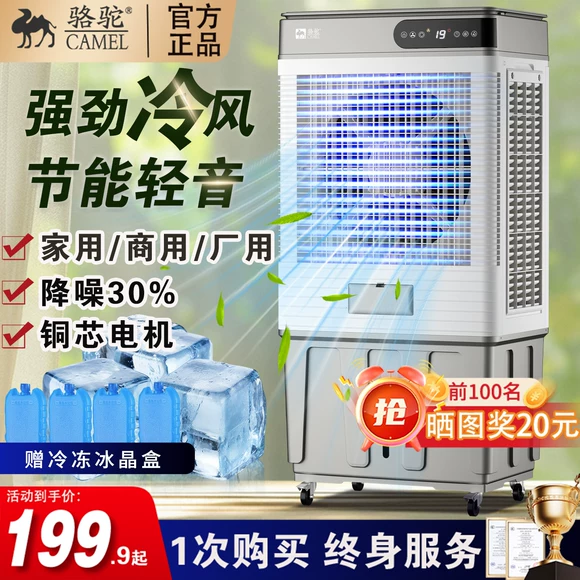 骆驼®
CAMEL
官方
正品
骆驼
CAMEL
19
强劲冷风
节能轻音
家用/商用/厂用
降噪30%
铜芯电机
抢
前100名
晒图奖20元
赠冷冻冰晶盒
活动到手价:
199.9起
1次购买 终身服务